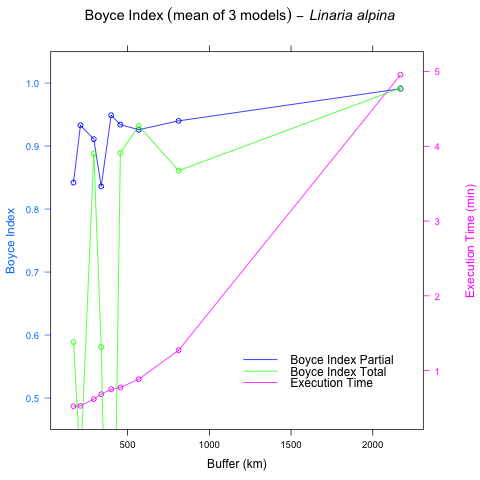 Boyce Index (mean of 3 models) – Linaria alpina
1.0
0.9
0.8
0.7
0.6
0.5
Boyce Index
5
4
3
2
1
Execution Time (min)
Boyce Index Partial
Boyce Index Total
Execution Time
500 1000 1500 2000
Buffer (km)